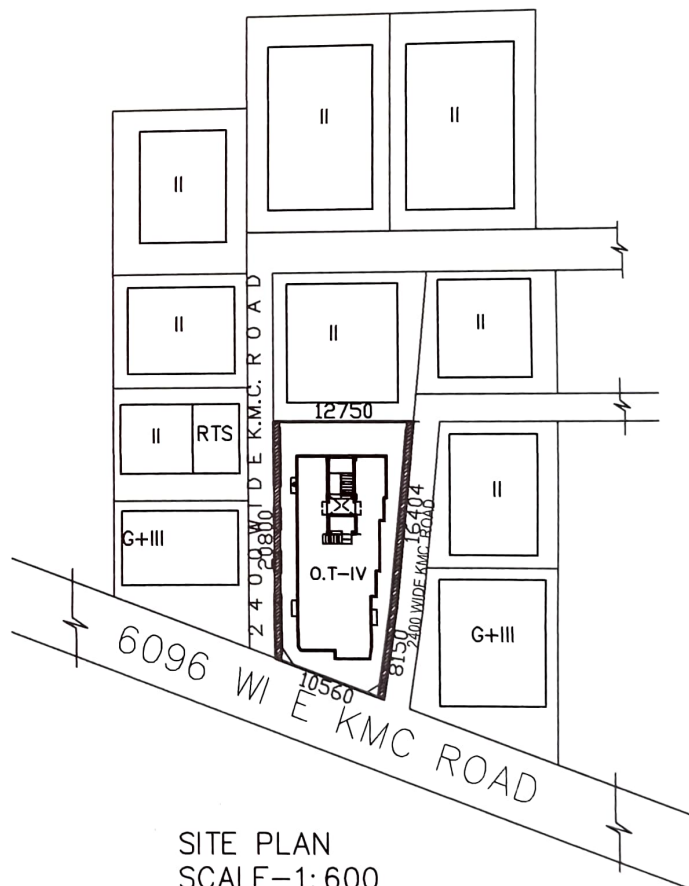 II
II
II
II
II
II
12750
II RTS
II
G+III
O.T-IV
G+III
2400 WIDE K.M.C. ROAD
20800
16404
2400 WIDE KMC ROAD
8150
10560
6096 WI E KMC ROAD
SITE PLAN
SCALE-1:600